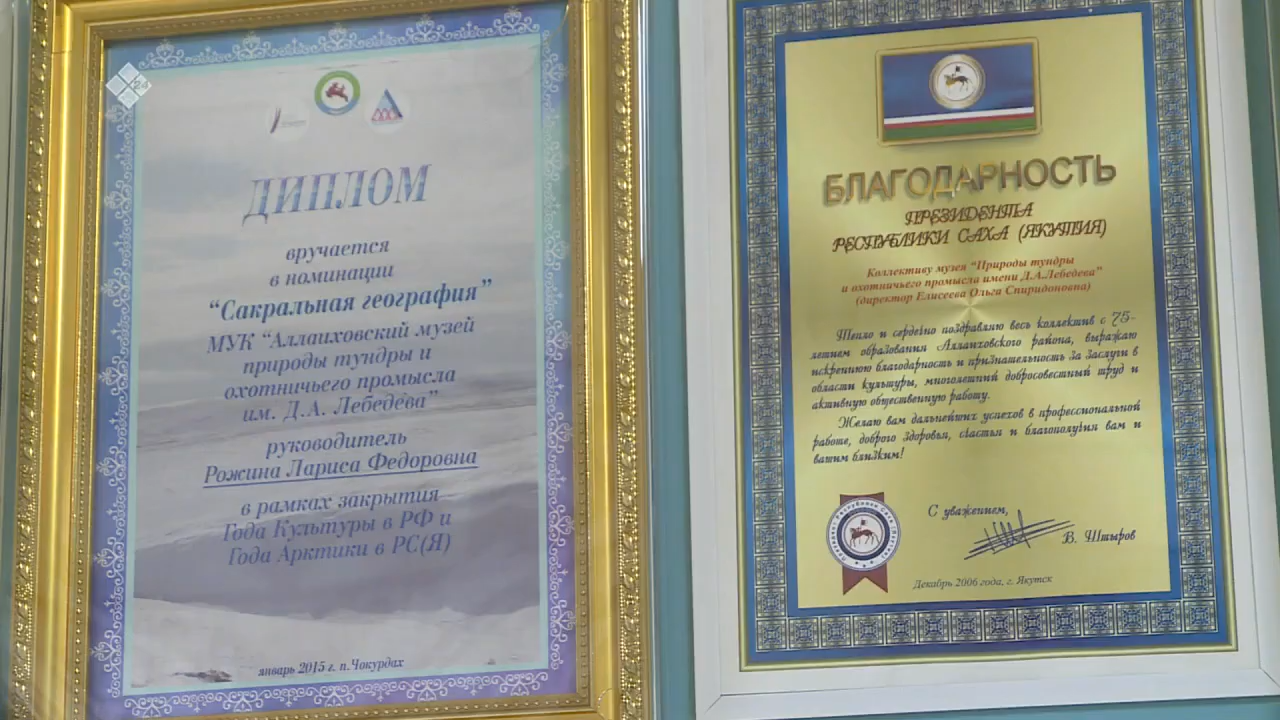 24
ДИПЛОМ
вручается
в номинации
“Сакральная география”
МУК “Аллаиховский музей
природы тундры и
охотничьего промысла
им. Д.А. Лебедева”
руководитель
Рожина Лариса Федоровна
в рамках закрытия
Года Культуры в РФ и
Года Арктики в РС(Я)
январь 2015 г. п.Чокурдах
БЛАГОДАРНОСТЬ
ПРЕЗИДЕНТА
РЕСПУБЛИКИ САХА (ЯКУТИЯ)
Коллективу музея “Природы тундры
и охотничьего промысла имени Д.А.Лебедева”
(директор Елисеева Ольга Спиридоновна)
Тепло и сердечно поздравляю весь коллектив с 75-
летием образования Аллаиховского района, выражаю
искреннюю благодарность и признательность за заслуги в
области культуры, многолетний добросовестный труд и
активную общественную работу.
Желаю вам дальнейших успехов в профессиональной
работе, доброго здоровья, счастья и благополучия вам и
вашим близким!
С уважением,
В. Штыров
Декабрь 2006 года, г. Якутск